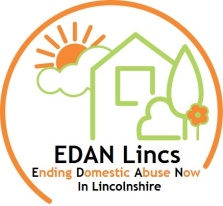 EDAN Lincs
Ending Domestic Abuse Now
In Lincolnshire